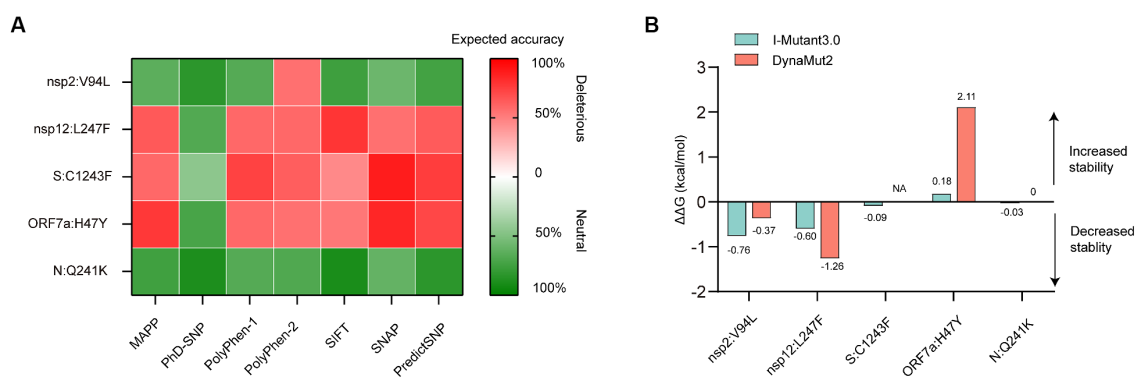 A
Expected accuracy
nsp2:V94L
nsp12:L247F
S:C1243F
ORF7a:H47Y
N:Q241K
MAPP
PhD-SNP
PolyPhen-1
PolyPhen-2
SIFT
SNAP
PredictSNP
100%
50%
0
50%
100%
Deleterious
Neutral
B
I-Mutant3.0
DynaMut2
ΔΔG (kcal/mol)
3
2
1
0
-1
-2
-0.76
-0.37
-0.60
-1.26
-0.09
NA
0.18
2.11
-0.03
0
nsp2:V94L
nsp12:L247F
S:C1243F
ORF7a:H47Y
N:Q241K
Increased
stability
Decreased
stablity